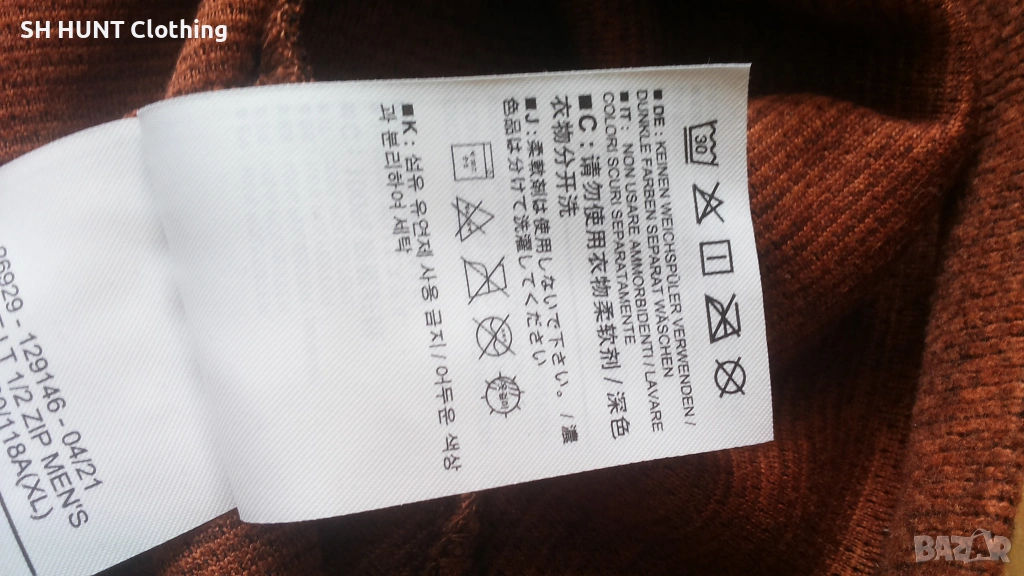 SH HUNT Clothing
30
■ DE : KEINEN WEICHSPÜLER VERWENDEN /
DUNKLE FARBEN SEPARAT WASCHEN
■ IT : NON USARE AMMORBIDENTI / LAVARE
COLORI SCURI SEPARATAMENTE
■ C : 请勿使用衣物柔软剂 / 深色
衣物分开洗
■ J : 柔軟剤は使用しないで下さい。 / 濃
色品は分けて洗濯してください
■ K : 섬유 유연제 사용 금지 / 어두운 색상
과 분리하여 세탁
129146 - 04/21
LT 1/2 ZIP MEN'S
/118A(XL)
BAZAR